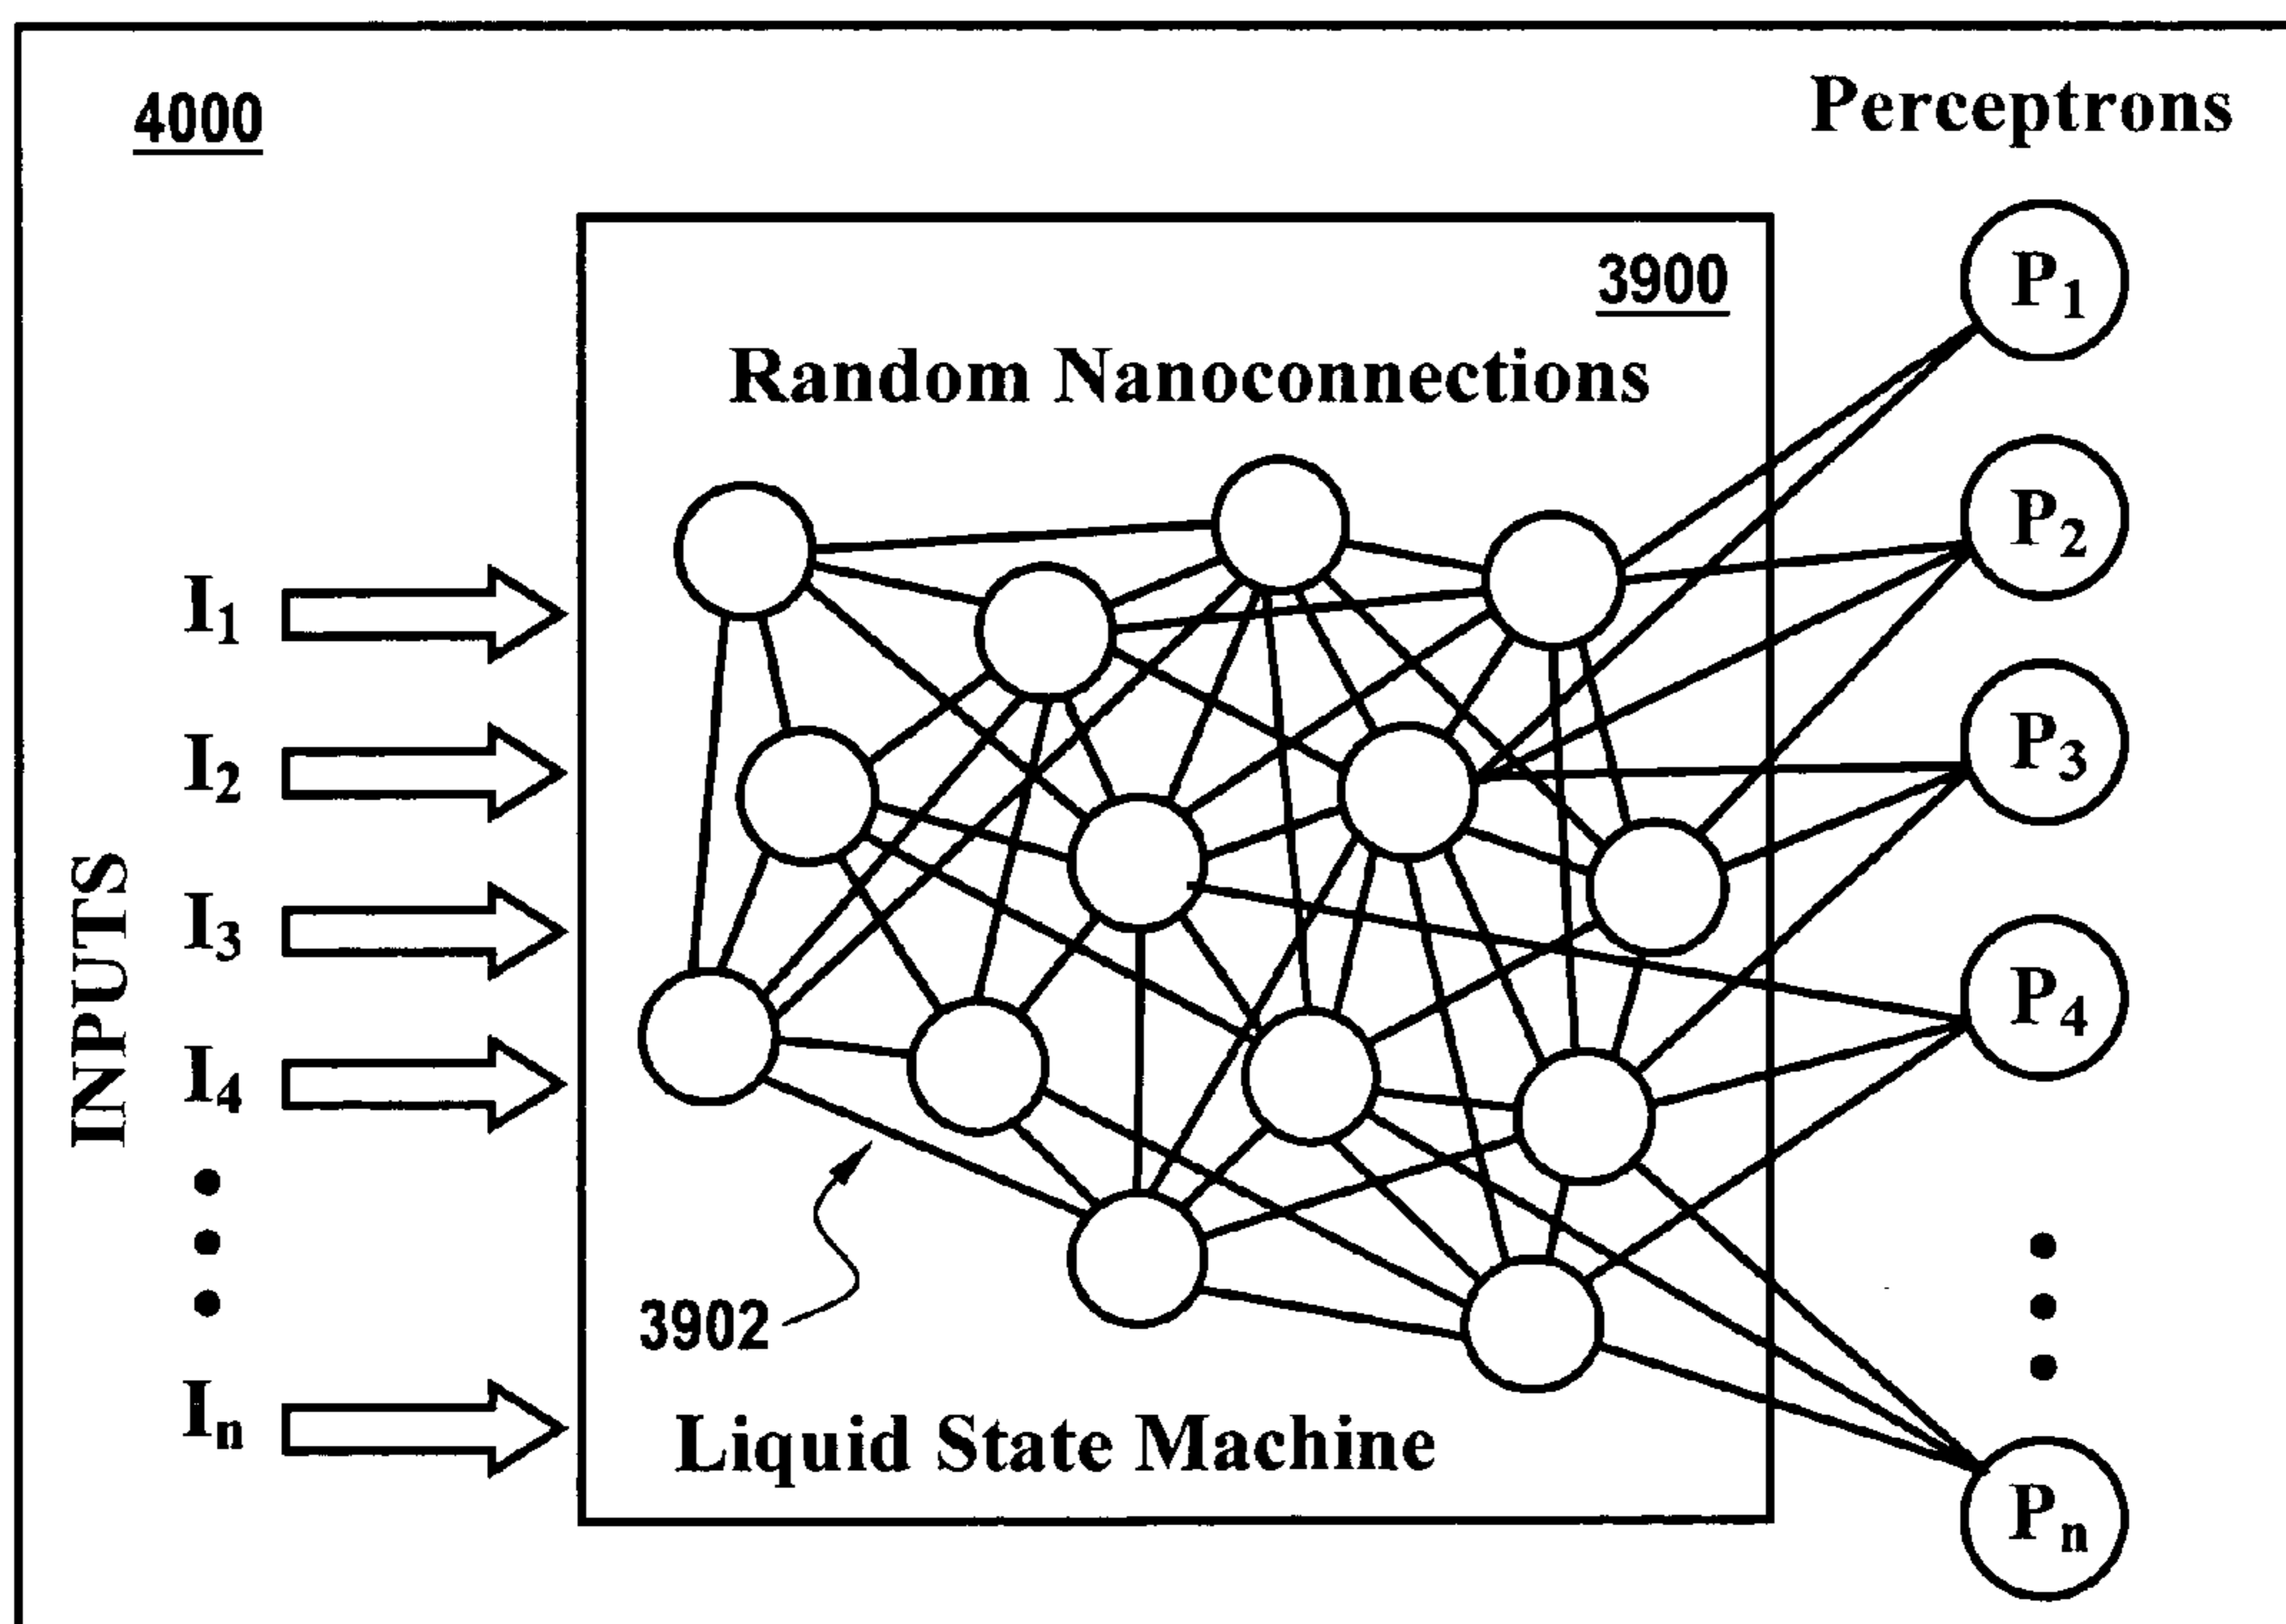 4000
Perceptrons
3900
Random Nanoconnections
INPUTS
I1
I2
I3
I4
In
P1
P2
P3
P4
Pn
3902
Liquid State Machine